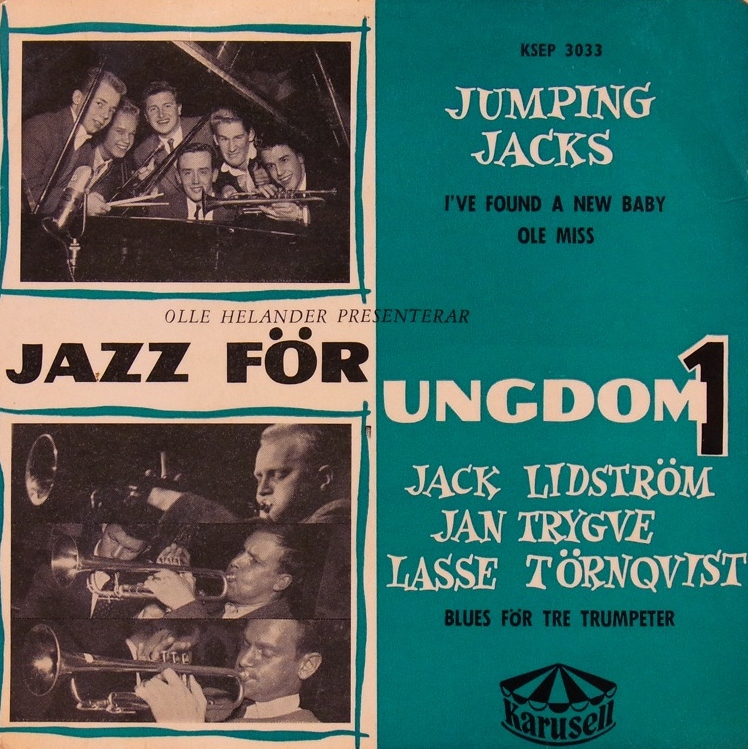 KSEP 3033
JUMPING
JACKS
I'VE FOUND A NEW BABY
OLE MISS
OLLE HELANDER PRESENTERAR
JAZZ FÖR
UNGDOM 1
JACK LIDSTRÖM
JAN TRYGVE
LASSE TÖRNQVIST
BLUES FÖR TRE TRUMPETER
Karusell